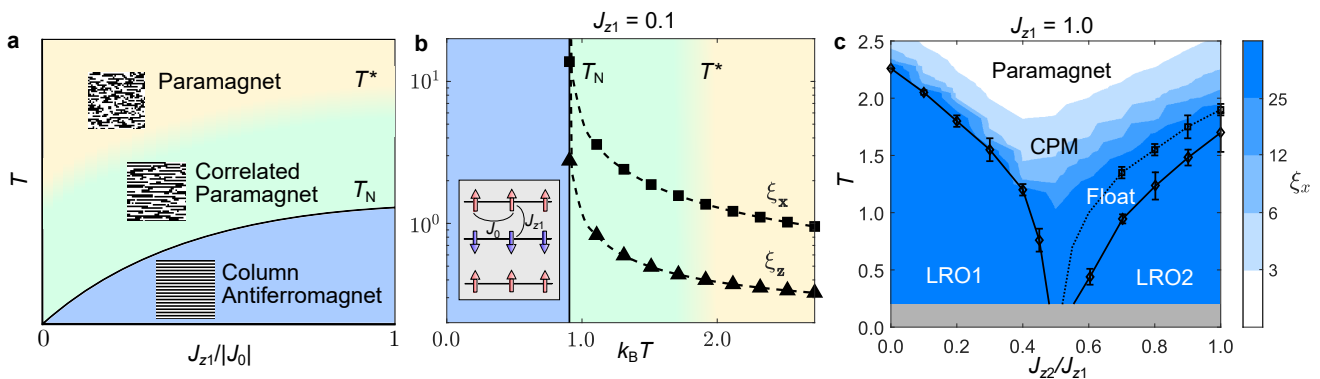 a
Paramagnet
T*
Correlated
Paramagnet
T_N
Column
Antiferromagnet
T
0
1
J_z1/|J_0|
J_z1 = 0.1
b
10^1
10^0
T_N
T*
ξ_x
ξ_z
J_0
J_z1
0.0
1.0
2.0
k_B T
J_z1 = 1.0
c
2.5
2.0
1.5
1.0
0.5
0.0
T
Paramagnet
CPM
Float
LRO1
LRO2
0.0
0.2
0.4
0.6
0.8
1.0
J_z2/J_z1
25
12
6
3
ξ_x